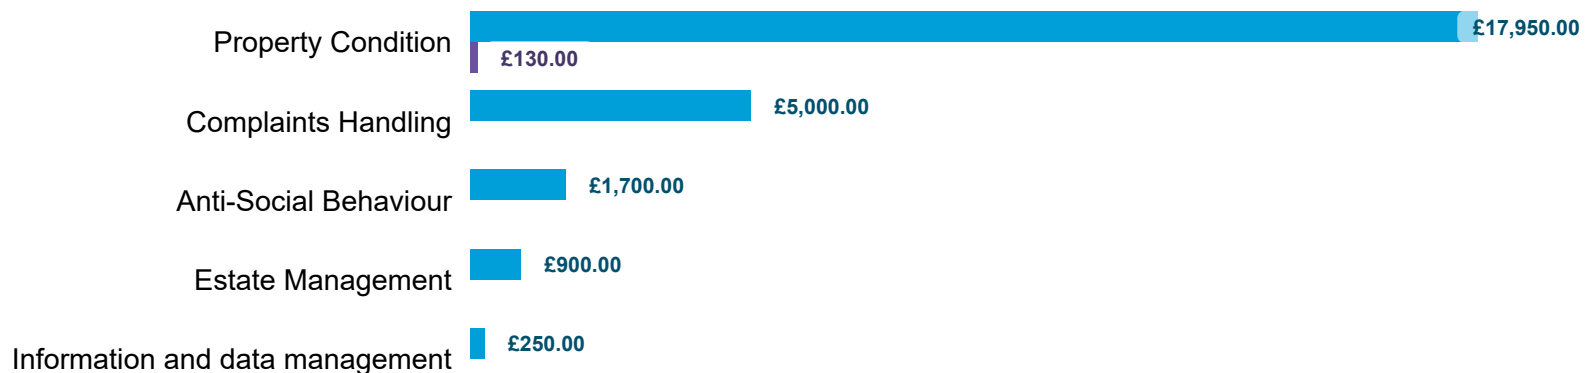 Property Condition
£17,950.00
£130.00
Complaints Handling
£5,000.00
Anti-Social Behaviour
£1,700.00
Estate Management
£900.00
Information and data management
£250.00